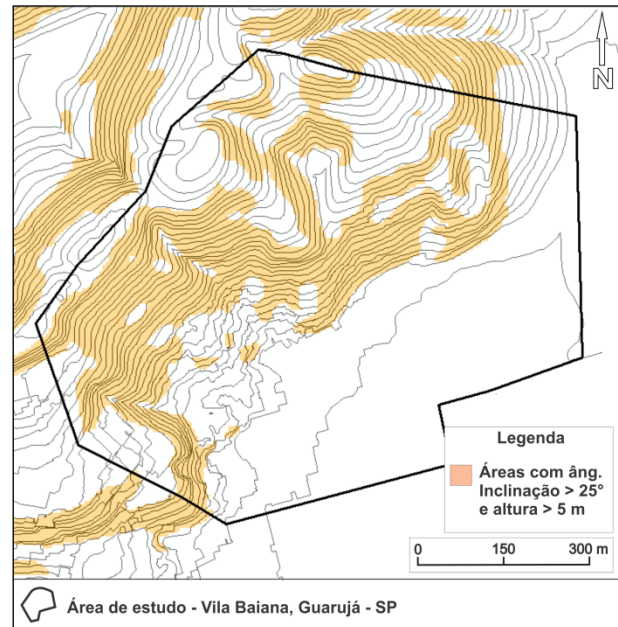 N
Legenda
Áreas com âng.
Inclinação > 25°
e altura > 5 m
0 150 300 m
Área de estudo - Vila Baiana, Guarujá - SP